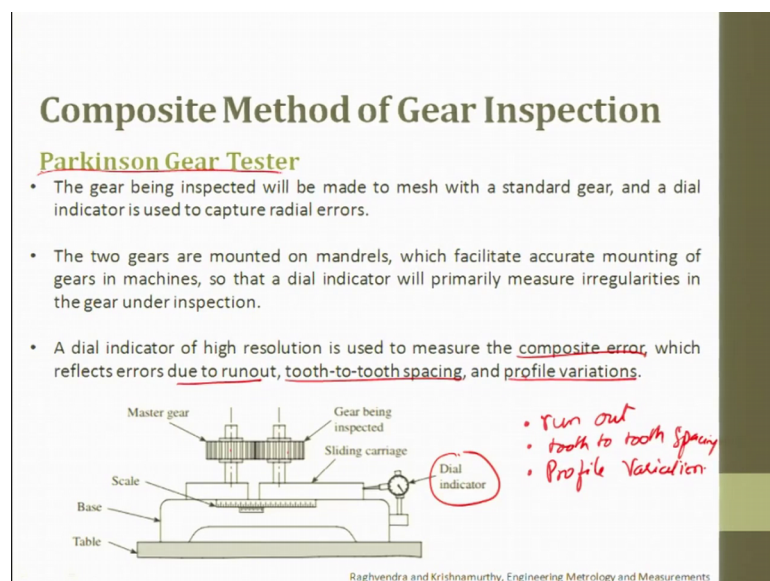 Composite Method of Gear Inspection
Parkinson Gear Tester
• The gear being inspected will be made to mesh with a standard gear, and a dial
indicator is used to capture radial errors.
• The two gears are mounted on mandrels, which facilitate accurate mounting of
gears in machines, so that a dial indicator will primarily measure irregularities in
the gear under inspection.
• A dial indicator of high resolution is used to measure the composite error, which
reflects errors due to runout, tooth-to-tooth spacing, and profile variations.
Master gear
Gear being
inspected
Sliding carriage
Scale
Dial
indicator
Base
Table
• run out
• tooth to tooth Spacing
• Profile Variation.
Raghvendra and Krishnamurthy, Engineering Metrology and Measurements